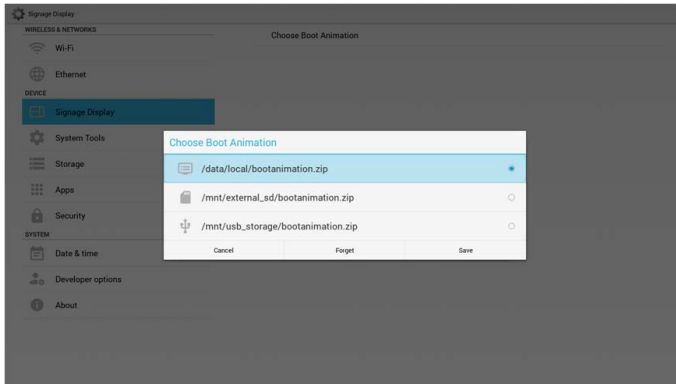 Signage Display
WIRELESS & NETWORKS
Choose Boot Animation
Wi-Fi
Ethernet
DEVICE
Signage Display
System Tools
Storage
Apps
Security
SYSTEM
Date & time
Developer options
About
Choose Boot Animation
/data/local/bootanimation.zip
/mnt/external_sd/bootanimation.zip
/mnt/usb_storage/bootanimation.zip
Cancel Forget Save